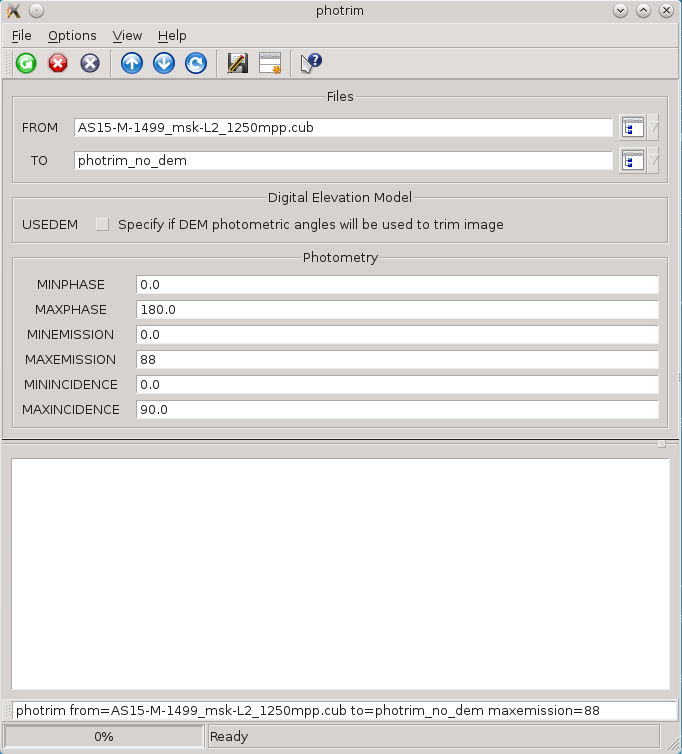 photrim
File Options View Help
Files
FROM AS15-M-1499_msk-L2_1250mpp.cub
TO photrim_no_dem
Digital Elevation Model
USEDEM Specify if DEM photometric angles will be used to trim image
Photometry
MINPHASE 0.0
MAXPHASE 180.0
MINEMISSION 0.0
MAXEMISSION 88
MININCIDENCE 0.0
MAXINCIDENCE 90.0
photrim from=AS15-M-1499_msk-L2_1250mpp.cub to=photrim_no_dem maxemission=88
0% Ready